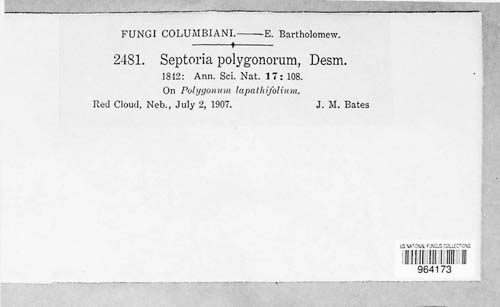 FUNGI COLUMBIANI.—E. Bartholomew.
2481. Septoria polygonorum, Desm.
1842: Ann. Sci. Nat. 17: 108.
On Polygonum lapathifolium.
Red Cloud, Neb., July 2, 1907. J. M. Bates
US NATIONAL FUNGUS COLLECTIONS
964173